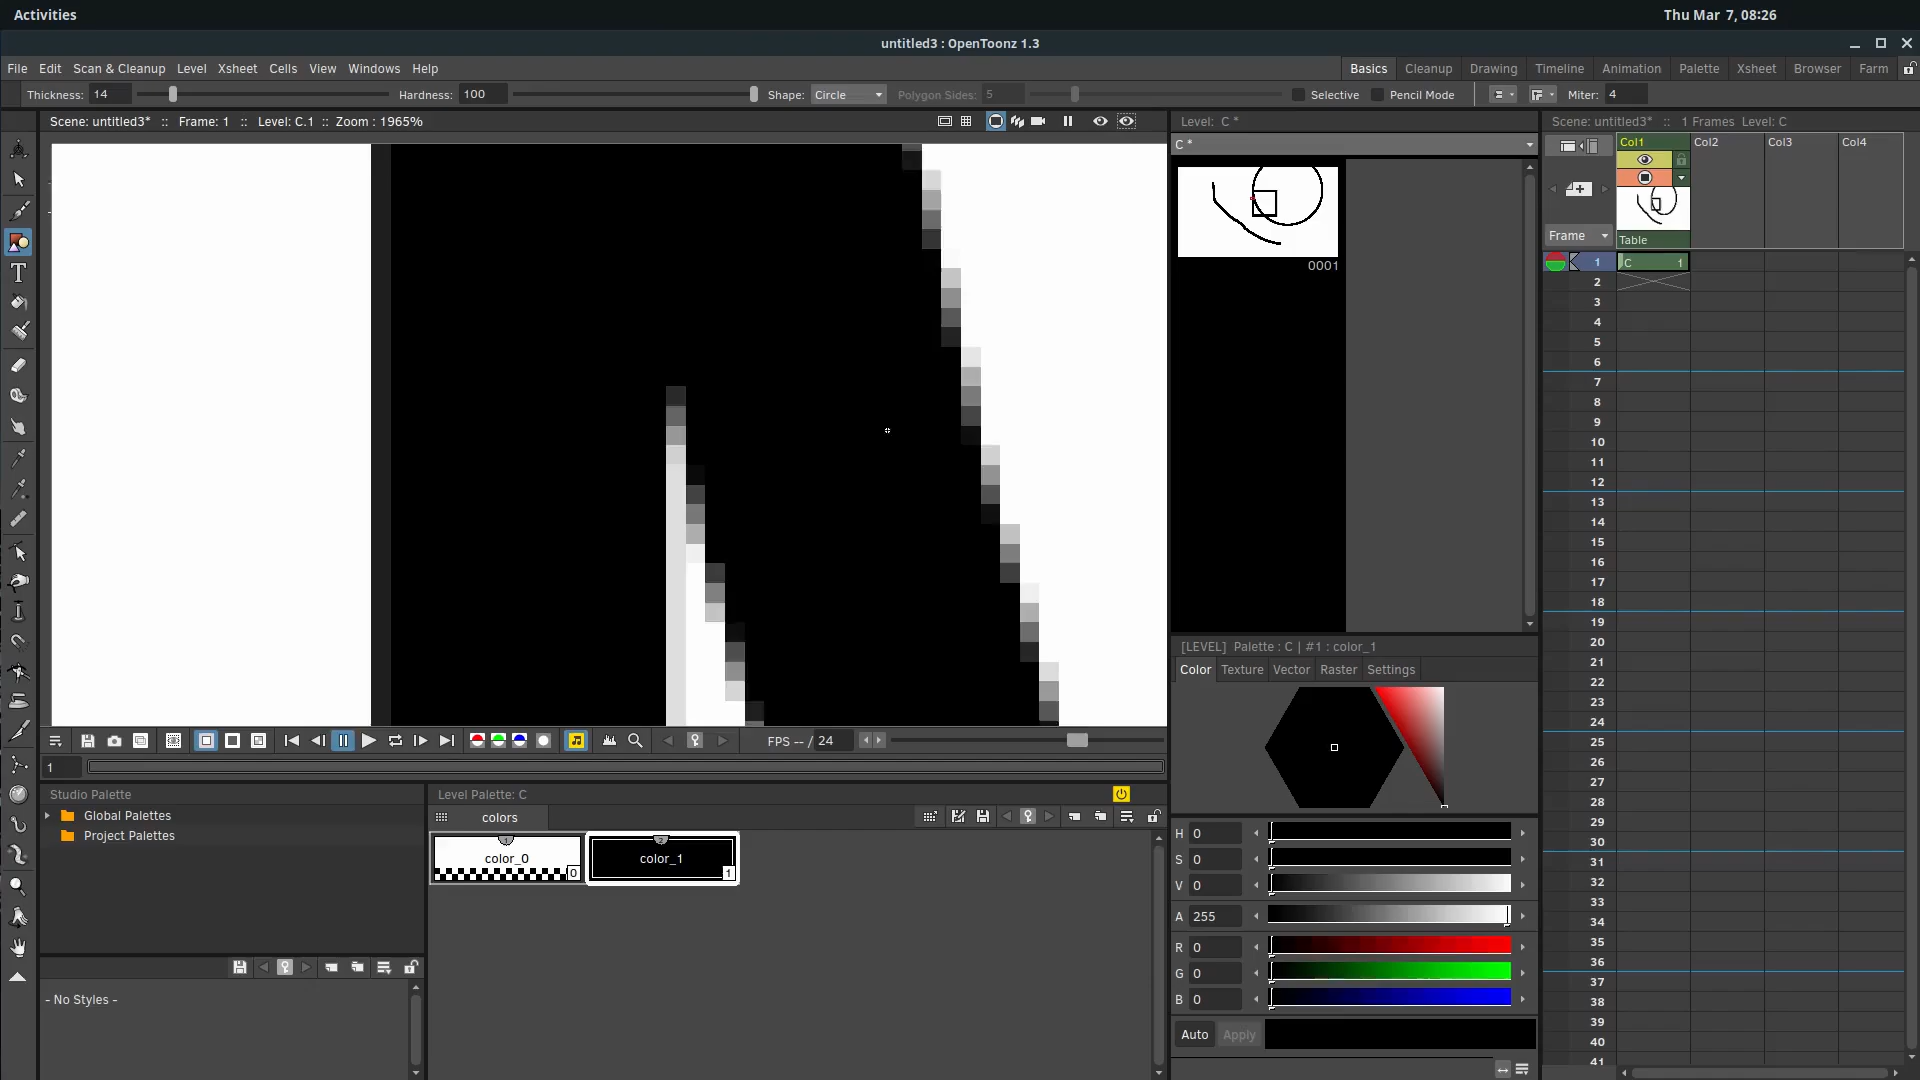 Activities
Thu Mar 7, 08:26
untitled3 : OpenToonz 1.3
File Edit Scan & Cleanup Level Xsheet Cells View Windows Help
Basics Cleanup Drawing Timeline Animation Palette Xsheet Browser Farm
Thickness: 14 Hardness: 100 Shape: Circle Polygon Sides: 5 Selective Pencil Mode Miter: 4
Scene: untitled3* :: Frame: 1 :: Level: C.1 :: Zoom : 1965%
Level: C *
C *
0001
Scene: untitled3* :: 1 Frames Level: C
Col1 Col2 Col3 Col4
Frame
Table
1 C 1
2
3
4
5
6
7
8
9
10
11
12
13
14
15
16
17
18
19
20
21
22
23
24
25
26
27
28
29
30
31
32
33
34
35
36
37
38
39
40
41
[LEVEL] Palette : C | #1 : color_1
Color Texture Vector Raster Settings
H 0
S 0
V 0
A 255
R 0
G 0
B 0
Auto Apply
FPS -- / 24
1
Studio Palette
Global Palettes
Project Palettes
- No Styles -
Level Palette: C
colors
color_0 0
color_1 1